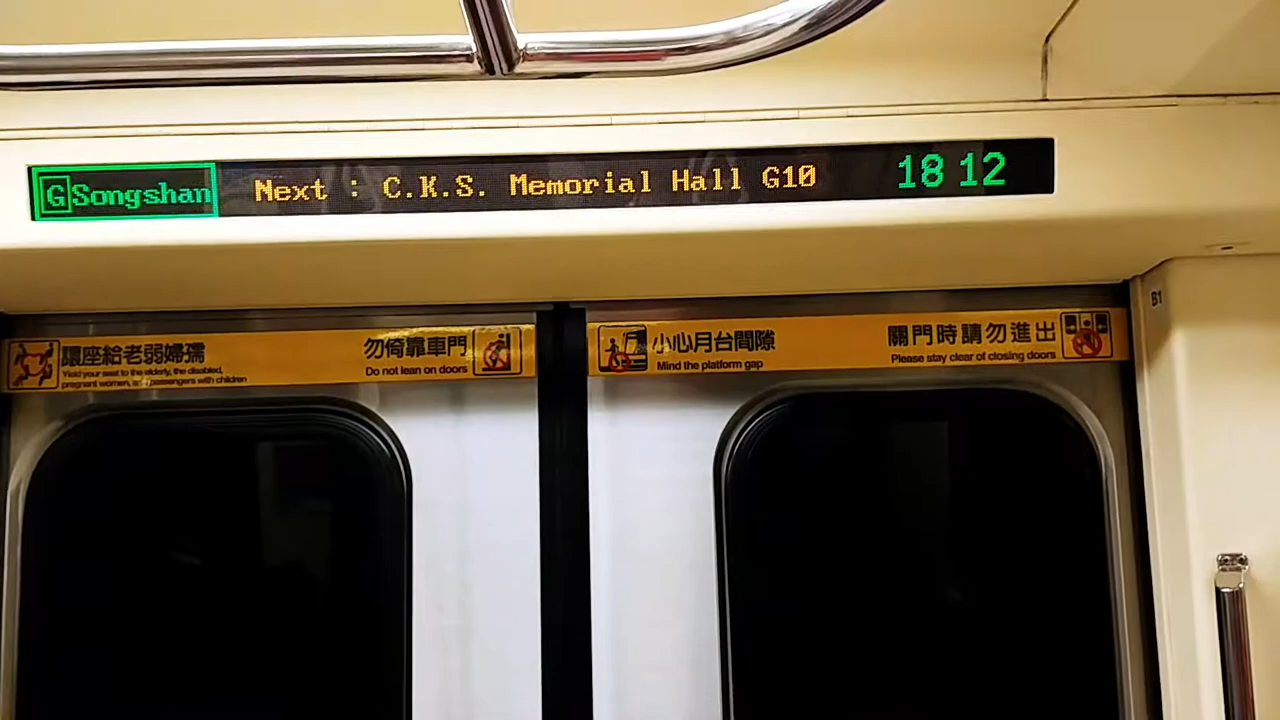 G Songshan Next : C.K.S. Memorial Hall G10 18 12
讓座給老弱婦孺
Yield your seat to the elderly, the disabled,
pregnant women, and passengers with children
勿倚靠車門
Do not lean on doors
小心月台間隙
Mind the platform gap
關門時請勿進出
Please stay clear of closing doors
B1